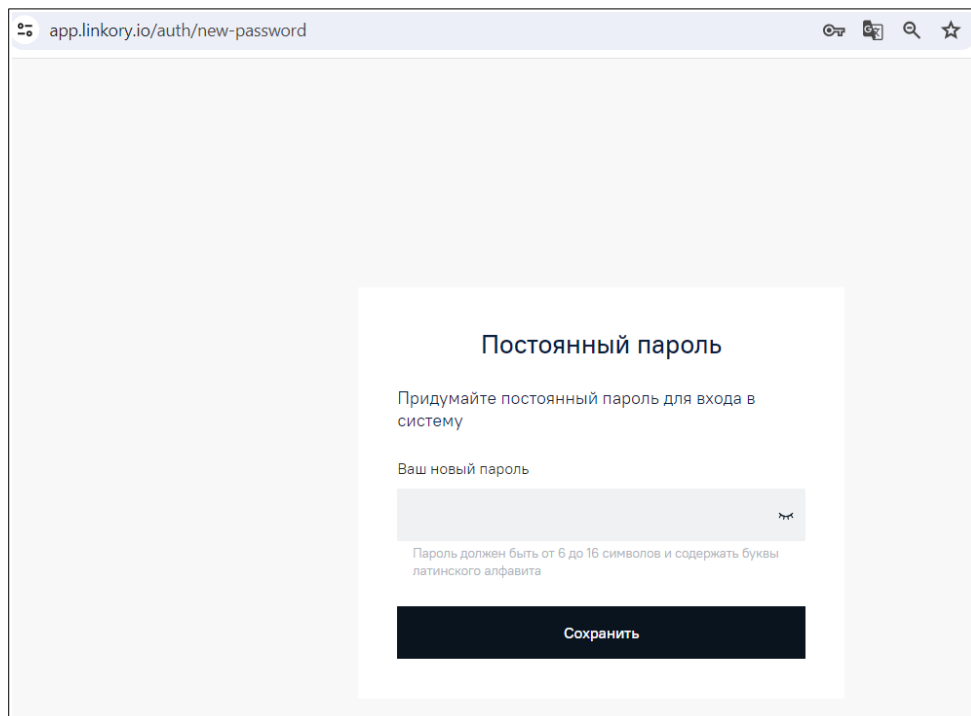 app.linkory.io/auth/new-password
Постоянный пароль
Придумайте постоянный пароль для входа в
систему
Ваш новый пароль
Пароль должен быть от 6 до 16 символов и содержать буквы
латинского алфавита
Сохранить